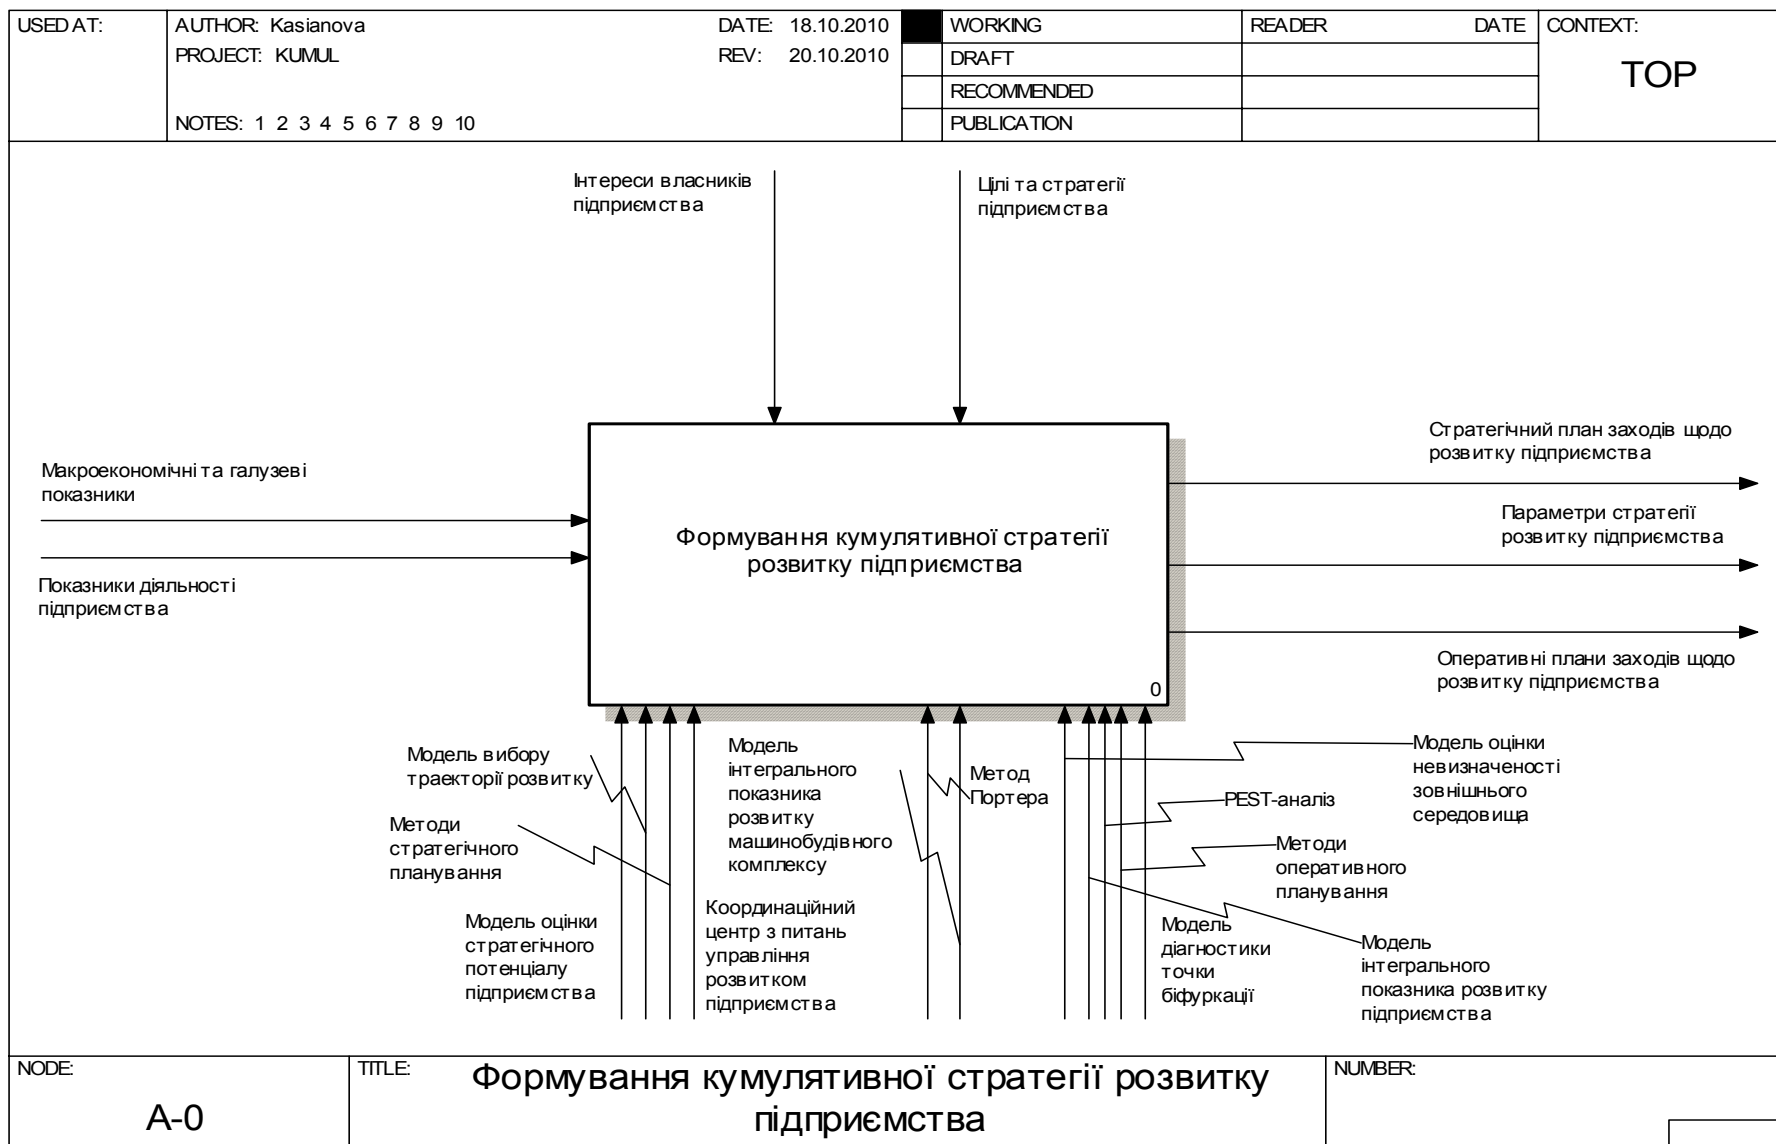 USED AT:
AUTHOR: Kasianova
DATE: 18.10.2010
PROJECT: KUMUL
REV: 20.10.2010
NOTES: 1 2 3 4 5 6 7 8 9 10
WORKING
DRAFT
RECOMMENDED
PUBLICATION
READER
DATE
CONTEXT:
TOP
Інтереси власників
підприємства
Цілі та стратегії
підприємства
Макроекономічні та галузеві
показники
Показники діяльності
підприємства
Формування кумулятивної стратегії
розвитку підприємства
0
Стратегічний план заходів щодо
розвитку підприємства
Параметри стратегії
розвитку підприємства
Оперативні плани заходів щодо
розвитку підприємства
Модель вибору
траекторії розвитку
Методи
стратегічного
планування
Модель оцінки
стратегічного
потенціалу
підприємства
Модель
інтегрального
показника
розвитку
машинобудівного
комплексу
Координаційний
центр з питань
управління
розвитком
підприємства
Метод
Портера
Модель оцінки
невизначеності
зовнішнього
середовища
PEST-аналіз
Методи
оперативного
планування
Модель
діагностики
точки
біфуркації
Модель
інтегрального
показника розвитку
підприємства
NODE:
A-0
TITLE:
Формування кумулятивної стратегії розвитку
підприємства
NUMBER: